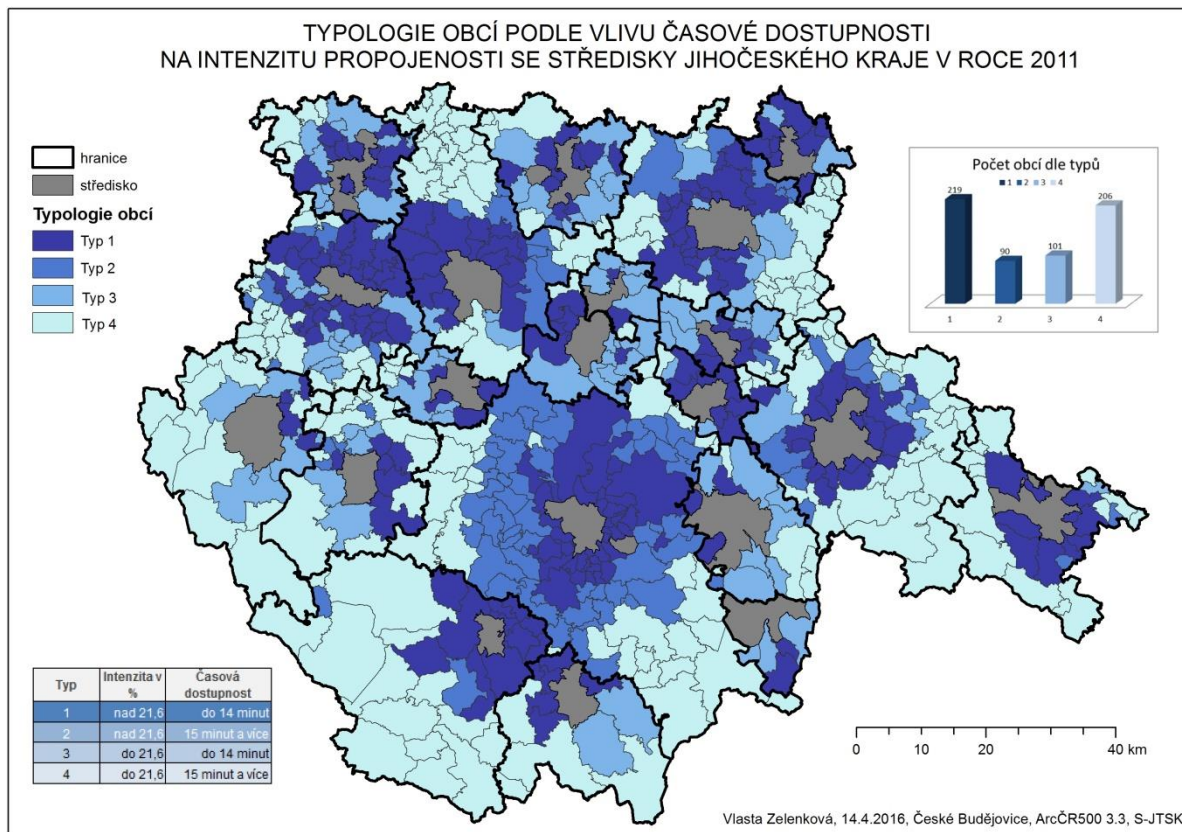 TYPOLOGIE OBCÍ PODLE VLIVU ČASOVÉ DOSTUPNOSTI
NA INTENZITU PROPOJENOSTI SE STŘEDISKY JIHOČESKÉHO KRAJE V ROCE 2011
hranice
středisko
Typologie obcí
Typ 1
Typ 2
Typ 3
Typ 4
Počet obcí dle typů
1 2 3 4
219
90
101
206
1 2 3 4
Typ Intenzita v % Časová dostupnost
1 nad 21,6 do 14 minut
2 nad 21,6 15 minut a více
3 do 21,6 do 14 minut
4 do 21,6 15 minut a více
0 10 20 40 km
Vlasta Zelenková, 14.4.2016, České Budějovice, ArcČR500 3.3, S-JTSK